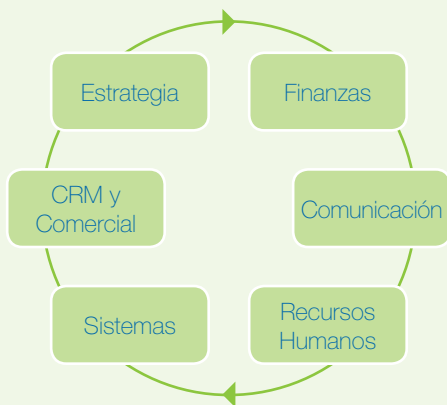 Estrategia
Finanzas
CRM y
Comercial
Comunicación
Sistemas
Recursos
Humanos